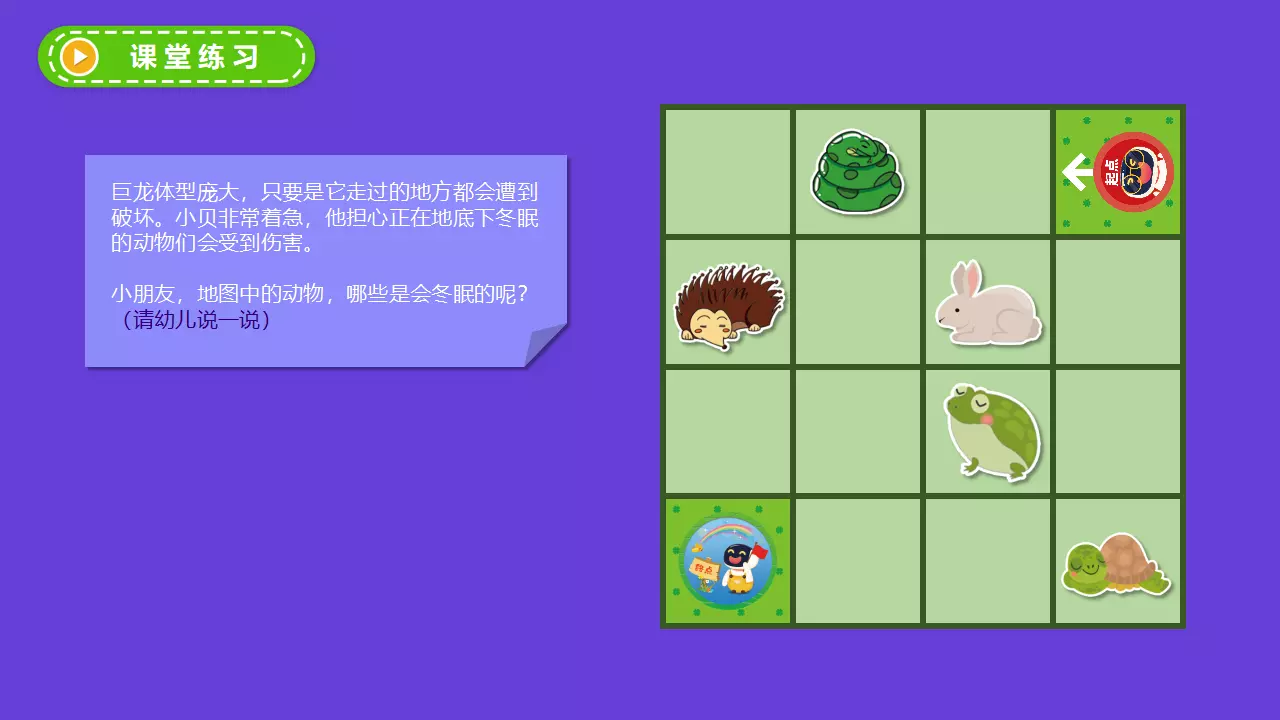 课堂练习
巨龙体型庞大，只要是它走过的地方都会遭到
破坏。小贝非常着急，他担心正在地底下冬眠
的动物们会受到伤害。
小朋友，地图中的动物，哪些是会冬眠的呢？
（请幼儿说一说）
起点
终点